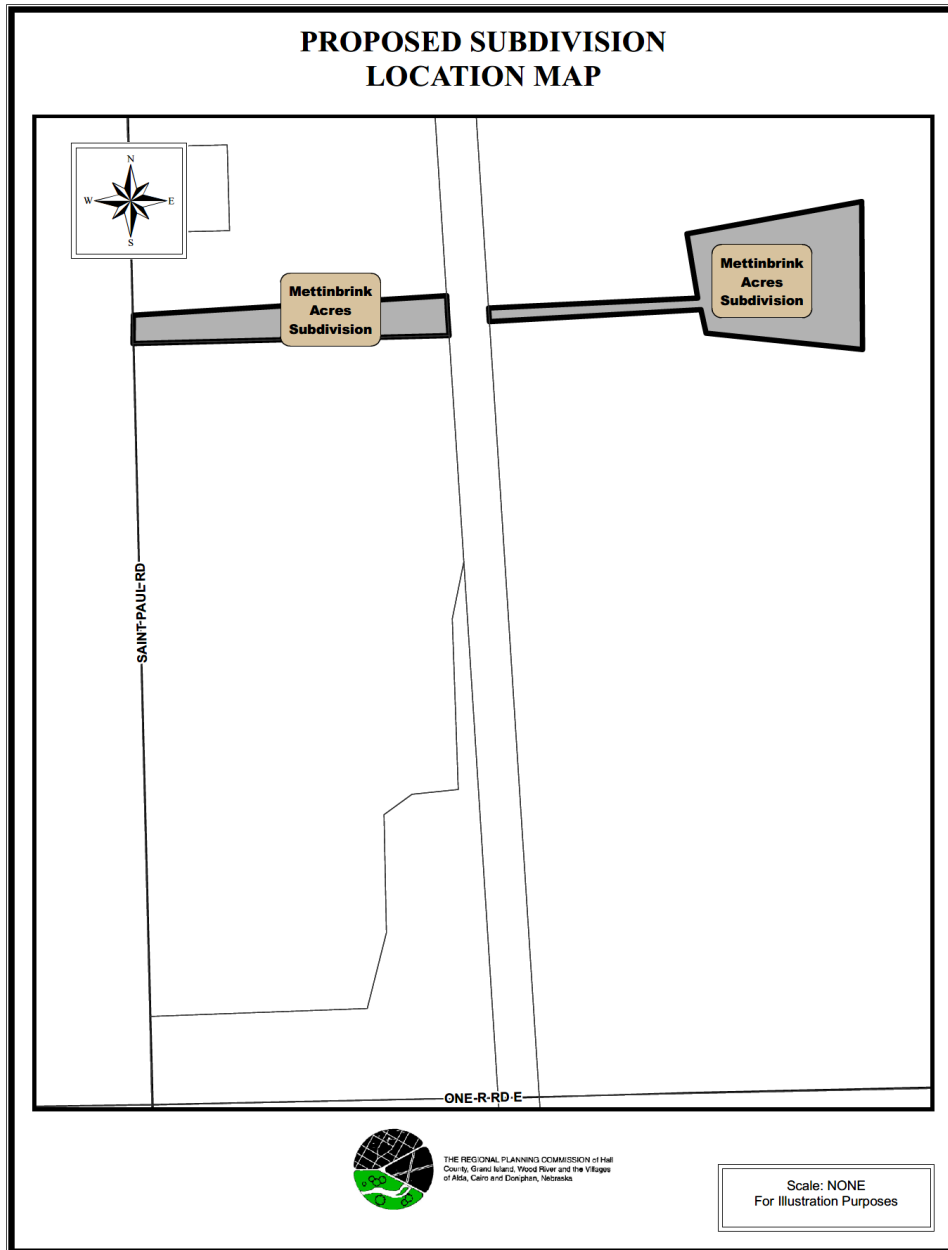 PROPOSED SUBDIVISION
LOCATION MAP
N
W
E
S
Mettinbrink
Acres
Subdivision
Mettinbrink
Acres
Subdivision
SAINT-PAUL-RD
ONE-R-RD-E
THE REGIONAL PLANNING COMMISSION of Hall
County, Grand Island, Wood River and the Villages
of Alda, Cairo and Doniphan, Nebraska
Scale: NONE
For Illustration Purposes